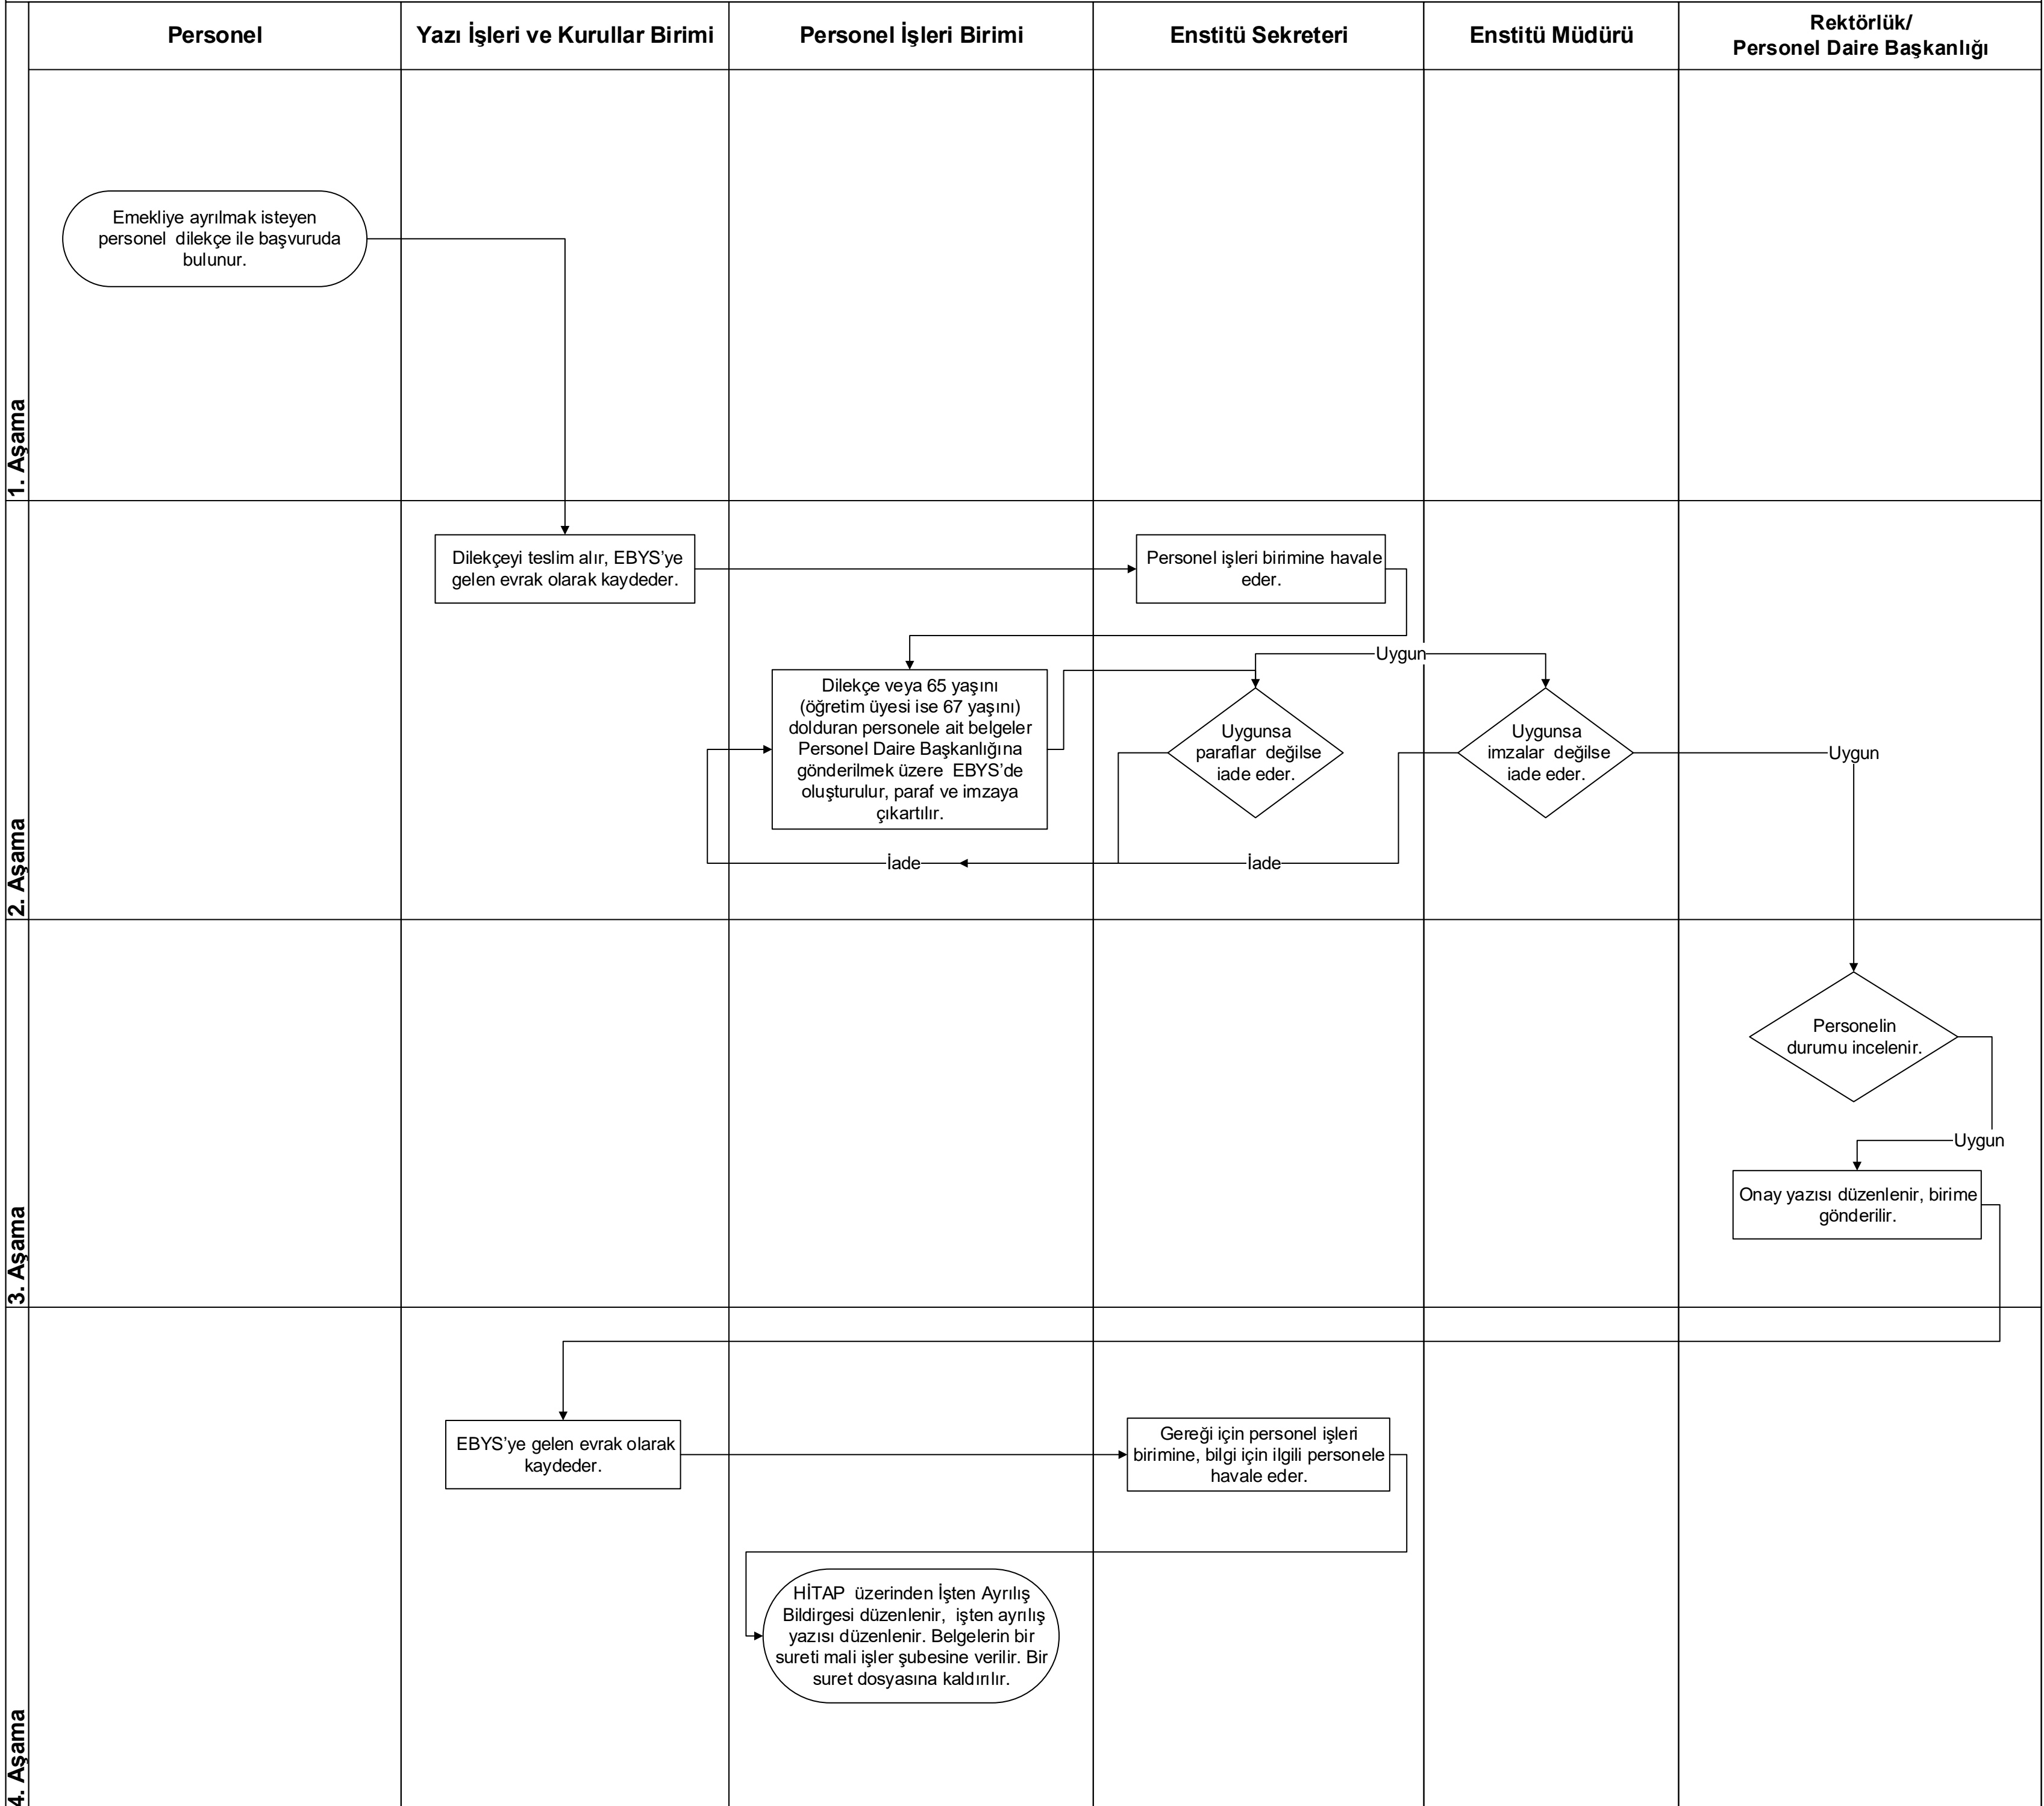 Personel
Yazı İşleri ve Kurullar Birimi
Personel İşleri Birimi
Enstitü Sekreteri
Enstitü Müdürü
Rektörlük/
Personel Daire Başkanlığı
1. Aşama
Emekliye ayrılmak isteyen
personel dilekçe ile başvuruda
bulunur.
2. Aşama
Dilekçeyi teslim alır, EBYS’ye
gelen evrak olarak kaydeder.
Personel işleri birimine havale
eder.
Dilekçe veya 65 yaşını
(öğretim üyesi ise 67 yaşını)
dolduran personele ait belgeler
Personel Daire Başkanlığına
gönderilmek üzere EBYS’de
oluşturulur, paraf ve imzaya
çıkartılır.
Uygunsa
paraflar değilse
iade eder.
Uygun
Uygunsa
imzalar değilse
iade eder.
Uygun
İade
İade
3. Aşama
Personelin
durumu incelenir.
Uygun
Onay yazısı düzenlenir, birime
gönderilir.
4. Aşama
EBYS’ye gelen evrak olarak
kaydeder.
Gereği için personel işleri
birimine, bilgi için ilgili personele
havale eder.
HİTAP üzerinden İşten Ayrılış
Bildirgesi düzenlenir, işten ayrılış
yazısı düzenlenir. Belgelerin bir
sureti mali işler şubesine verilir. Bir
suret dosyasına kaldırılır.